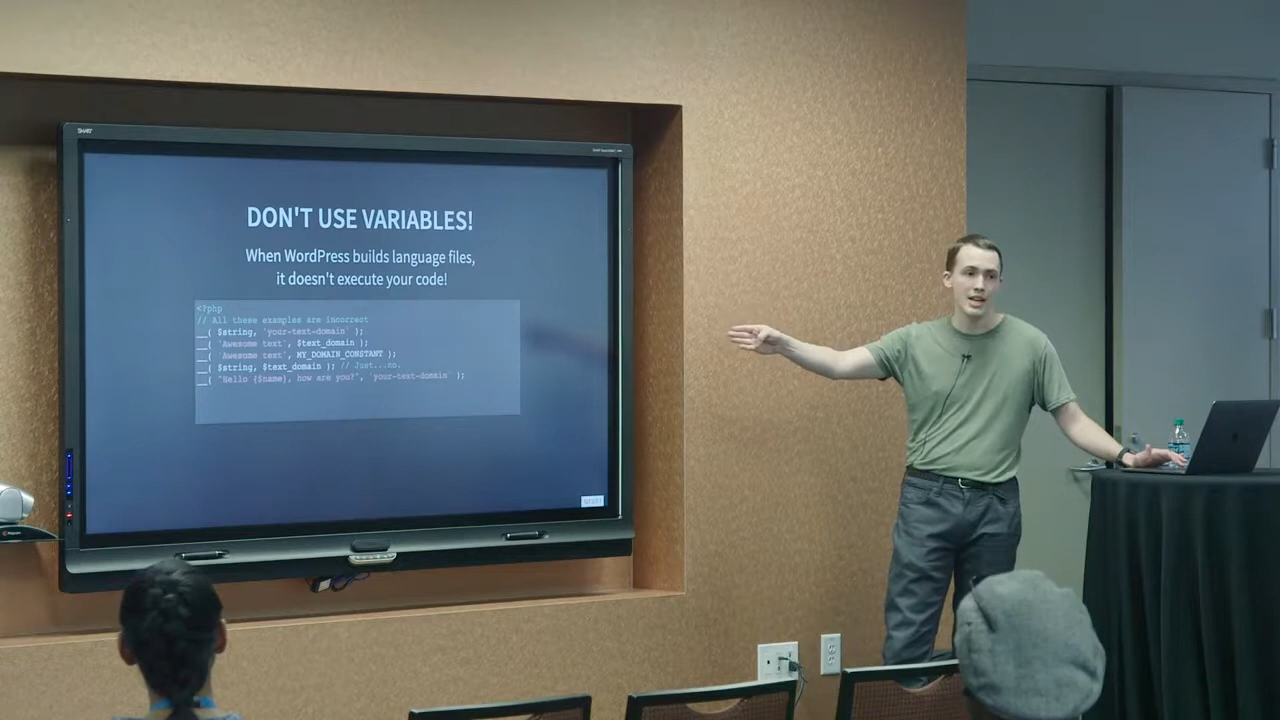 SMART
DON'T USE VARIABLES!
When WordPress builds language files,
it doesn't execute your code!
<?php
// All these examples are incorrect
__( $string, 'your-text-domain' );
__( 'Awesome text', $text_domain );
__( 'Awesome text', MY_DOMAIN_CONSTANT );
__( $string, $text_domain ); // Just...no.
__( "Hello {$name}, how are you?", 'your-text-domain' );